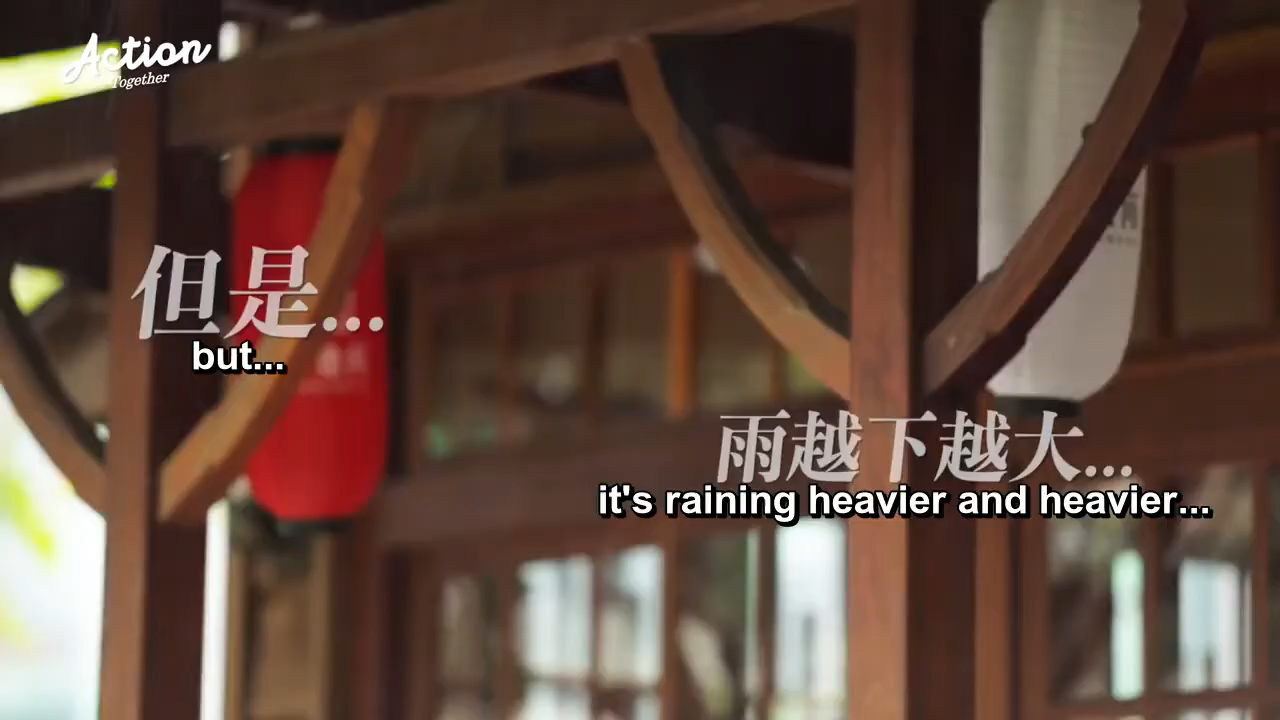 Action
Together
但是...
but...
雨越下越大...
it's raining heavier and heavier...